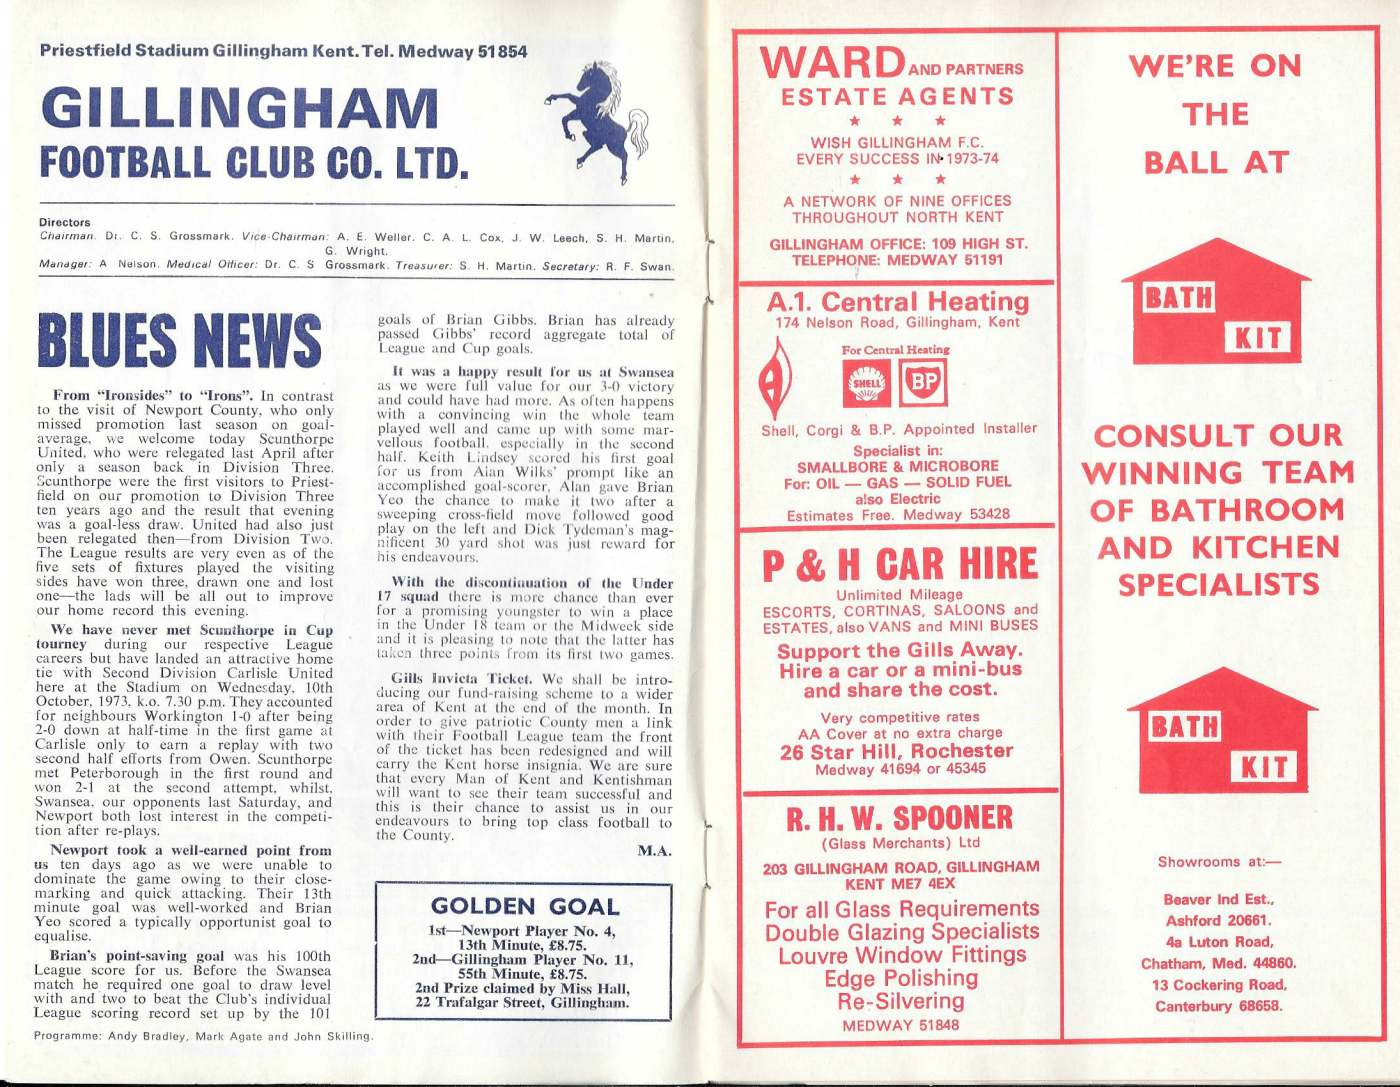 Priestfield Stadium Gillingham Kent. Tel. Medway 51854
GILLINGHAM
FOOTBALL CLUB CO. LTD.
Directors
Chairman. Dr. C. S. Grossmark. Vice-Chairman: A. E. Weller. C. A. L. Cox, J. W. Leech, S. H. Martin,
G. Wright.
Manager: A Nelson. Medical Officer: Dr. C. S Grossmark. Treasurer: S. H. Martin. Secretary: R. F. Swan.
BLUES NEWS
From “Ironsides” to “Irons”. In contrast
to the visit of Newport County, who only
missed promotion last season on goal-
average, we welcome today Scunthorpe
United, who were relegated last April after
only a season back in Division Three.
Scunthorpe were the first visitors to Priest-
field on our promotion to Division Three
ten years ago and the result that evening
was a goal-less draw. United had also just
been relegated then—from Division Two.
The League results are very even as of the
five sets of fixtures played the visiting
sides have won three, drawn one and lost
one—the lads will be all out to improve
our home record this evening.
We have never met Scunthorpe in Cup
tourney during our respective League
careers but have landed an attractive home
tie with Second Division Carlisle United
here at the Stadium on Wednesday, 10th
October, 1973, k.o. 7.30 p.m. They accounted
for neighbours Workington 1-0 after being
2-0 down at half-time in the first game at
Carlisle only to earn a replay with two
second half efforts from Owen. Scunthorpe
met Peterborough in the first round and
won 2-1 at the second attempt, whilst,
Swansea, our opponents last Saturday, and
Newport both lost interest in the competi-
tion after re-plays.
Newport took a well-earned point from
us ten days ago as we were unable to
dominate the game owing to their close-
marking and quick attacking. Their 13th
minute goal was well-worked and Brian
Yeo scored a typically opportunist goal to
equalise.
Brian's point-saving goal was his 100th
League score for us. Before the Swansea
match he required one goal to draw level
with and two to beat the Club's individual
League scoring record set up by the 101
Programme: Andy Bradley, Mark Agate and John Skilling.
goals of Brian Gibbs. Brian has already
passed Gibbs' record aggregate total of
League and Cup goals.
It was a happy result for us at Swansea
as we were full value for our 3-0 victory
and could have had more. As often happens
with a convincing win the whole team
played well and came up with some mar-
vellous football, especially in the second
half. Keith Lindsey scored his first goal
for us from Alan Wilks' prompt like an
accomplished goal-scorer, Alan gave Brian
Yeo the chance to make it two after a
sweeping cross-field move followed good
play on the left and Dick Tydeman's mag-
nificent 30 yard shot was just reward for
his endeavours.
With the discontinuation of the Under
17 squad there is more chance than ever
for a promising youngster to win a place
in the Under 18 team or the Midweek side
and it is pleasing to note that the latter has
taken three points from its first two games.
Gills Invicta Ticket. We shall be intro-
ducing our fund-raising scheme to a wider
area of Kent at the end of the month. In
order to give patriotic County men a link
with their Football League team the front
of the ticket has been redesigned and will
carry the Kent horse insignia. We are sure
that every Man of Kent and Kentishman
will want to see their team successful and
this is their chance to assist us in our
endeavours to bring top class football to
the County.
M.A.
GOLDEN GOAL
1st—Newport Player No. 4,
13th Minute, £8.75.
2nd—Gillingham Player No. 11,
55th Minute, £8.75.
2nd Prize claimed by Miss Hall,
22 Trafalgar Street, Gillingham.
WARD AND PARTNERS
ESTATE AGENTS
WISH GILLINGHAM F.C.
EVERY SUCCESS IN 1973-74
A NETWORK OF NINE OFFICES
THROUGHOUT NORTH KENT
GILLINGHAM OFFICE: 109 HIGH ST.
TELEPHONE: MEDWAY 51191
A.1. Central Heating
174 Nelson Road, Gillingham, Kent
For Central Heating
A
SHELL
BP
Shell, Corgi & B.P. Appointed Installer
Specialist in:
SMALLBORE & MICROBORE
For: OIL — GAS — SOLID FUEL
also Electric
Estimates Free. Medway 53428
P & H CAR HIRE
Unlimited Mileage
ESCORTS, CORTINAS, SALOONS and
ESTATES, also VANS and MINI BUSES
Support the Gills Away.
Hire a car or a mini-bus
and share the cost.
Very competitive rates
AA Cover at no extra charge
26 Star Hill, Rochester
Medway 41694 or 45345
R. H. W. SPOONER
(Glass Merchants) Ltd
203 GILLINGHAM ROAD, GILLINGHAM
KENT ME7 4EX
For all Glass Requirements
Double Glazing Specialists
Louvre Window Fittings
Edge Polishing
Re-Silvering
MEDWAY 51848
WE'RE ON
THE
BALL AT
BATH
KIT
CONSULT OUR
WINNING TEAM
OF BATHROOM
AND KITCHEN
SPECIALISTS
BATH
KIT
Showrooms at:—
Beaver Ind Est.,
Ashford 20661.
4a Luton Road,
Chatham, Med. 44860.
13 Cockering Road,
Canterbury 68658.